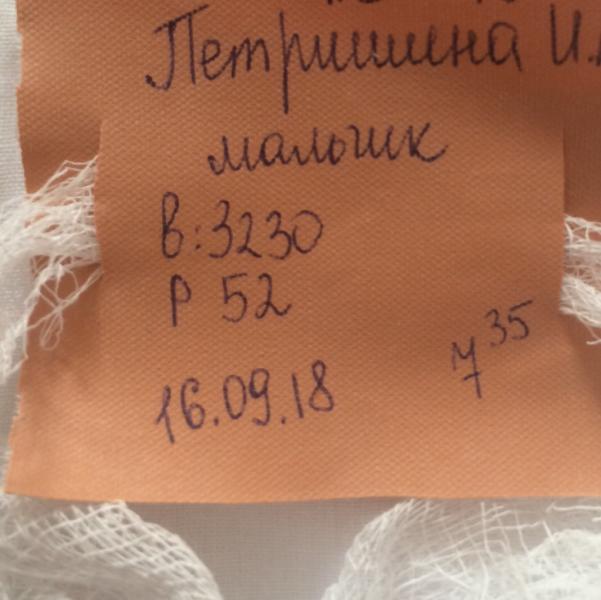 Петришина И.
мальчик
В:3230
Р 52
16.09.18 7³⁵